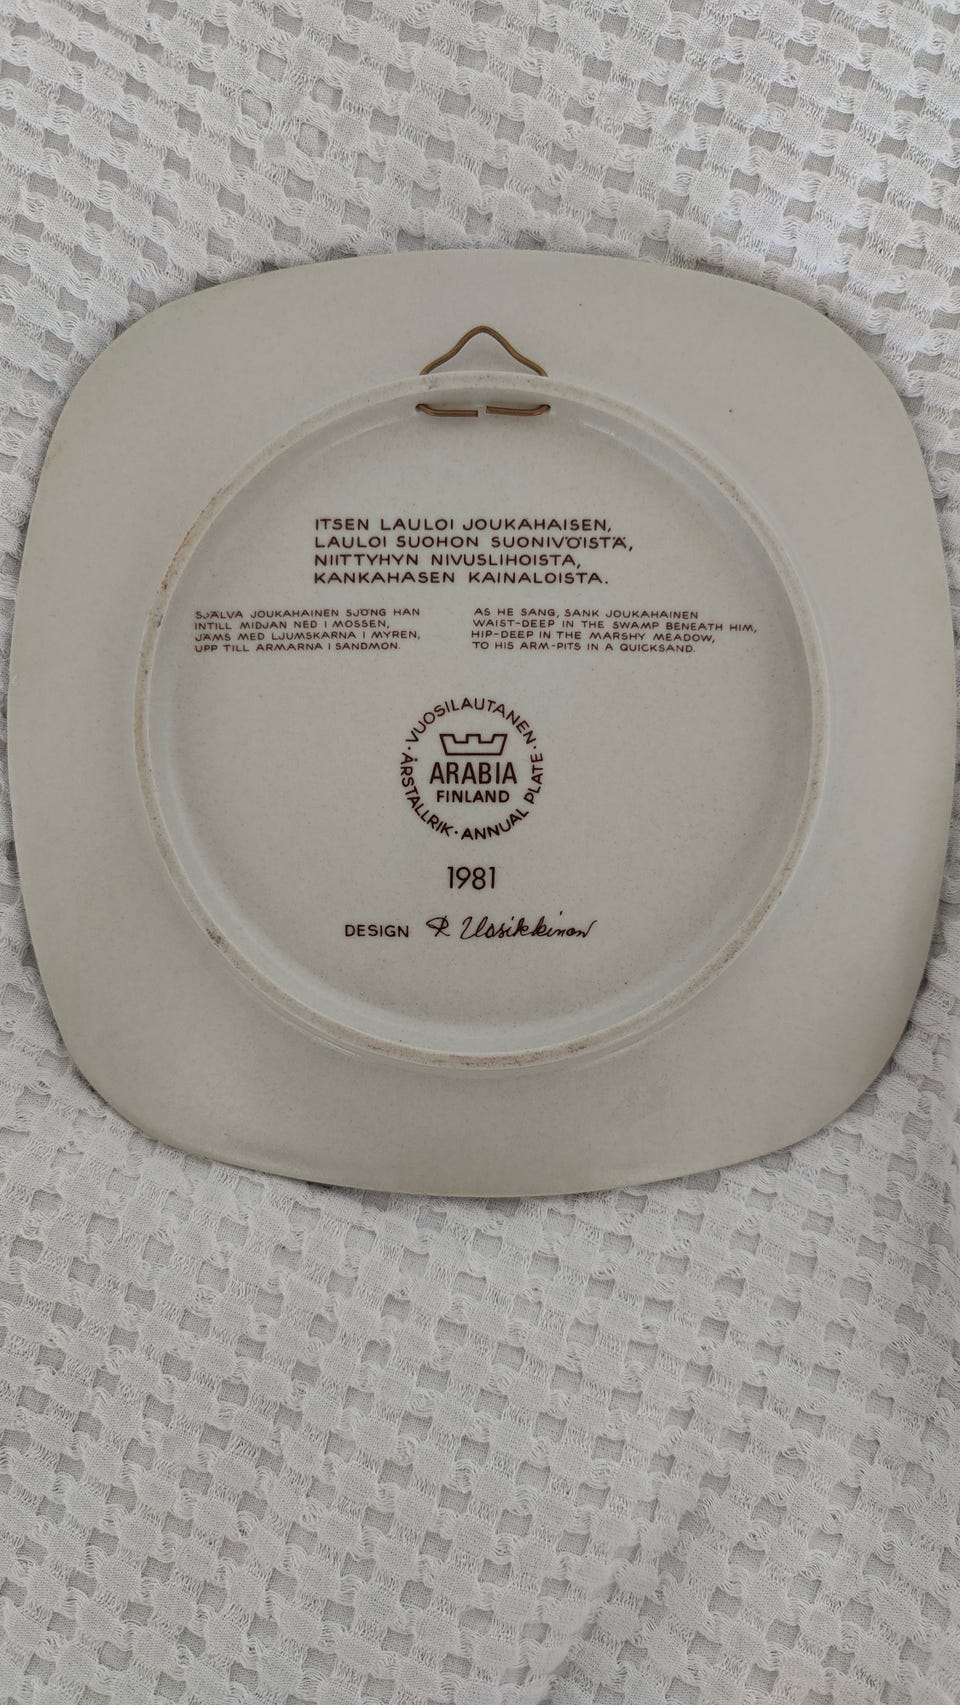 ITSEN LAULOI JOUKAHAISEN,
LAULOI SUOHON SUONIVÖISTÄ,
NIITTYHYN NIVUSLIHOISTA,
KANKAHASEN KAINALOISTA.
SJÄLVA JOUKAHAINEN SJÖNG HAN
INTILL MIDJAN NED I MOSSEN,
JÄMS MED LJUMSKARNA I MYREN,
UPP TILL ARMARNA I SANDMON.
AS HE SANG, SANK JOUKAHAINEN
WAIST-DEEP IN THE SWAMP BENEATH HIM,
HIP-DEEP IN THE MARSHY MEADOW,
TO HIS ARM-PITS IN A QUICKSAND.
· VUOSILAUTANEN · ANNUAL PLATE · ÅRSTALLRIK
ARABIA
FINLAND
1981
DESIGN R Uosikkinen